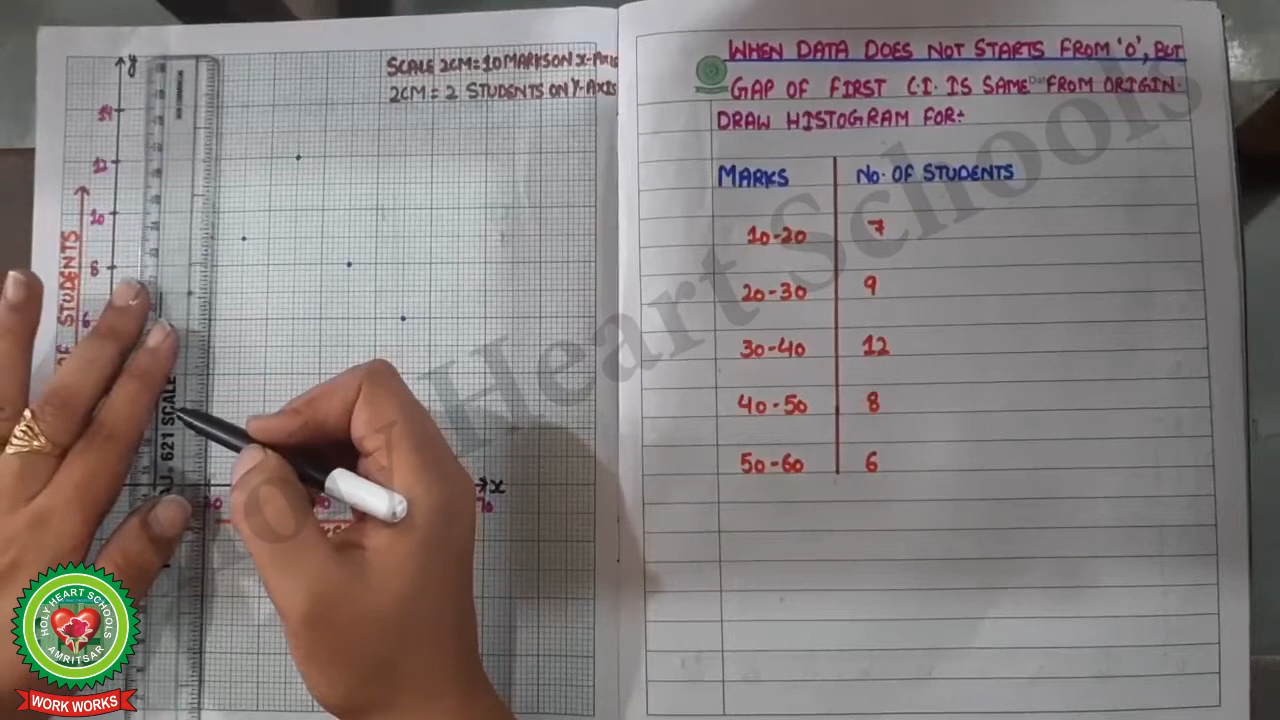 SCALE 2CM = 10 MARKS ON X-AXIS
2CM = 2 STUDENTS ON Y-AXIS
y
14
12
10
8
6
OF STUDENTS
621 SCALE
x
70
WHEN DATA DOES NOT STARTS FROM '0', BUT
GAP OF FIRST C.I. IS SAME FROM ORIGIN.
DRAW HISTOGRAM FOR:-
MARKS No. OF STUDENTS
10-20 7
20-30 9
30-40 12
40-50 8
50-60 6
Holy Heart Schools
HOLY HEART SCHOOLS
AMRITSAR
WORK WORKS